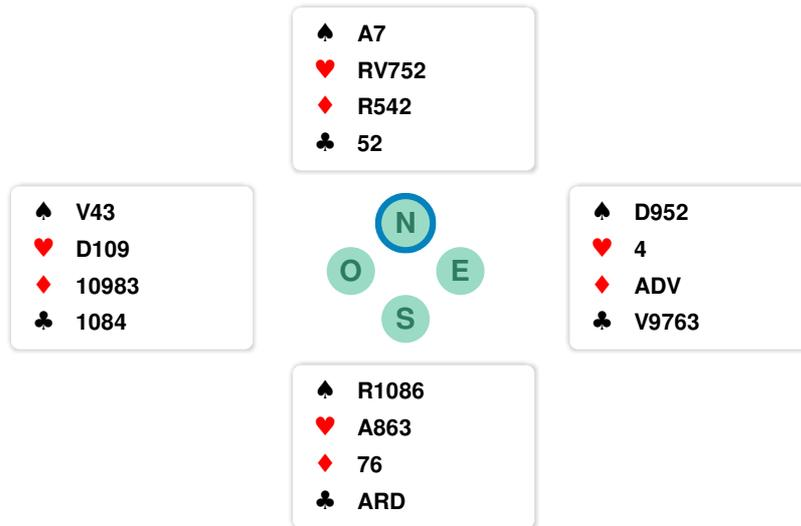 ♠ A7
♥ RV752
♦ R542
♣ 52
♠ V43
♥ D109
♦ 10983
♣ 1084
N
O E
S
♠ D952
♥ 4
♦ ADV
♣ V9763
♠ R1086
♥ A863
♦ 76
♣ ARD